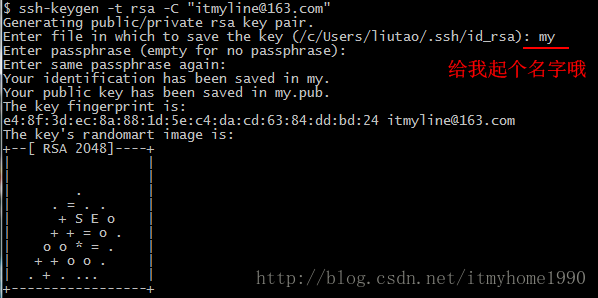 $ ssh-keygen -t rsa -C "itmyline@163.com"
Generating public/private rsa key pair.
Enter file in which to save the key (/c/Users/liutao/.ssh/id_rsa): my
给我起个名字哦
Enter passphrase (empty for no passphrase):
Enter same passphrase again:
Your identification has been saved in my.
Your public key has been saved in my.pub.
The key fingerprint is:
e4:8f:3d:ec:8a:88:1d:5e:c4:da:cd:63:84:dd:bd:24 itmyline@163.com
The key's randomart image is:
+--[ RSA 2048]----+
|                 |
|                 |
|        .        |
|     . = . .     |
|      + S E o    |
|     + + = o .   |
|    o o * = .    |
|   + + o o .     |
|  . + . ...      |
+-----------------+
http://blog.csdn.net/itmyhome1990